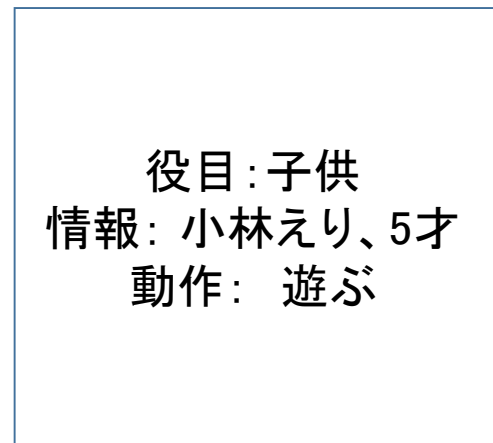 役目：子供
情報： 小林えり、5才
動作：　遊ぶ